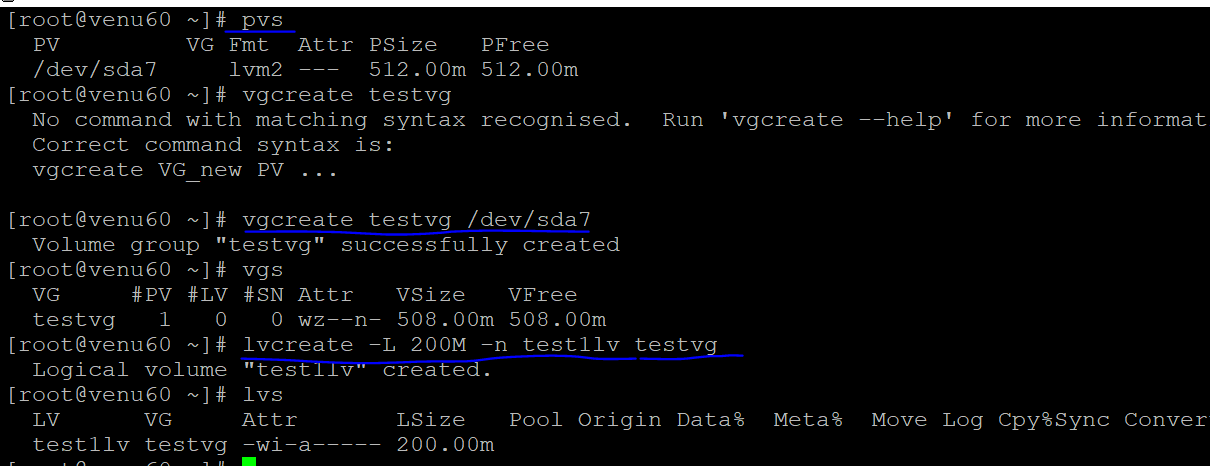 [root@venu60 ~]# pvs
PV VG Fmt Attr PSize PFree
/dev/sda7 lvm2 --- 512.00m 512.00m
[root@venu60 ~]# vgcreate testvg
No command with matching syntax recognised. Run 'vgcreate --help' for more informat
Correct command syntax is:
vgcreate VG_new PV ...
[root@venu60 ~]# vgcreate testvg /dev/sda7
Volume group "testvg" successfully created
[root@venu60 ~]# vgs
VG #PV #LV #SN Attr VSize VFree
testvg 1 0 0 wz--n- 508.00m 508.00m
[root@venu60 ~]# lvcreate -L 200M -n test1lv testvg
Logical volume "test1lv" created.
[root@venu60 ~]# lvs
LV VG Attr LSize Pool Origin Data% Meta% Move Log Cpy%Sync Conver
test1lv testvg -wi-a----- 200.00m
[root@venu60 ~]#